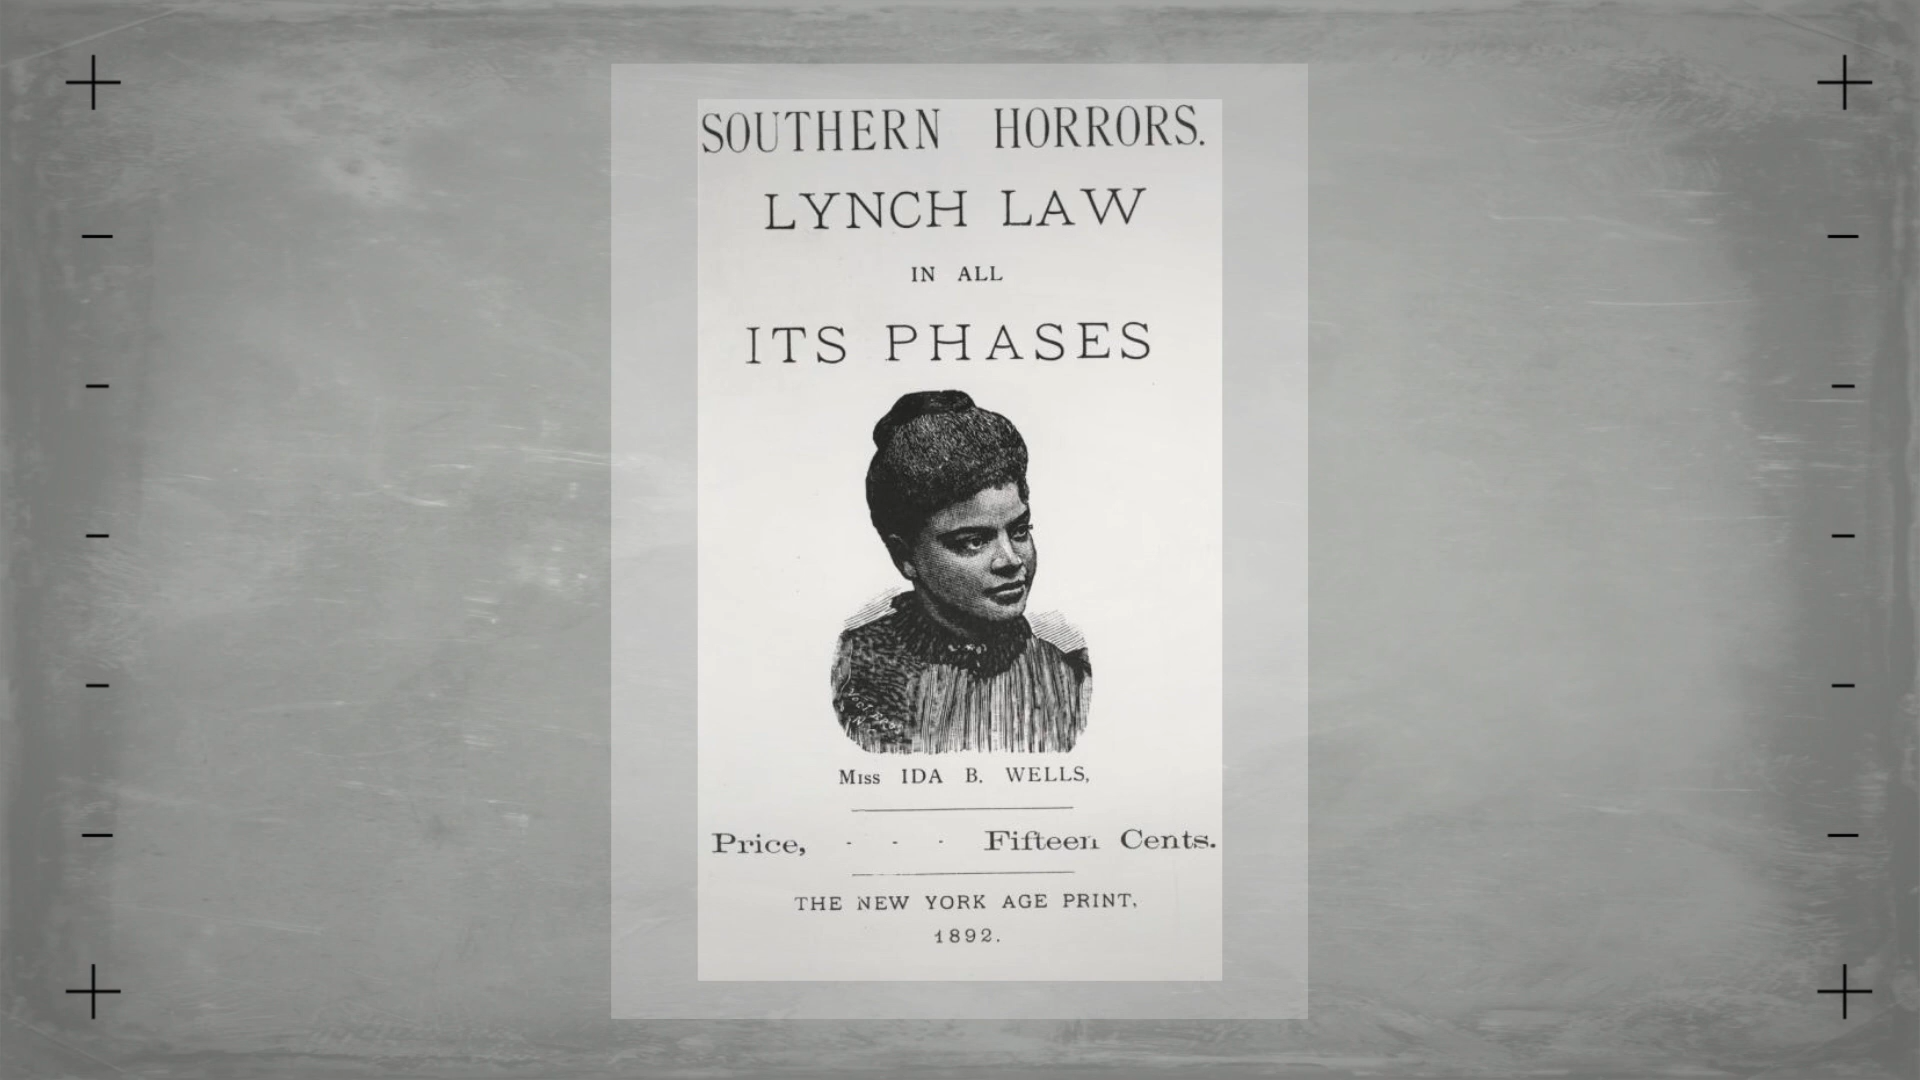 SOUTHERN HORRORS.
LYNCH LAW
IN ALL
ITS PHASES
Miss IDA B. WELLS,
Price, - - - Fifteen Cents.
THE NEW YORK AGE PRINT,
1892.